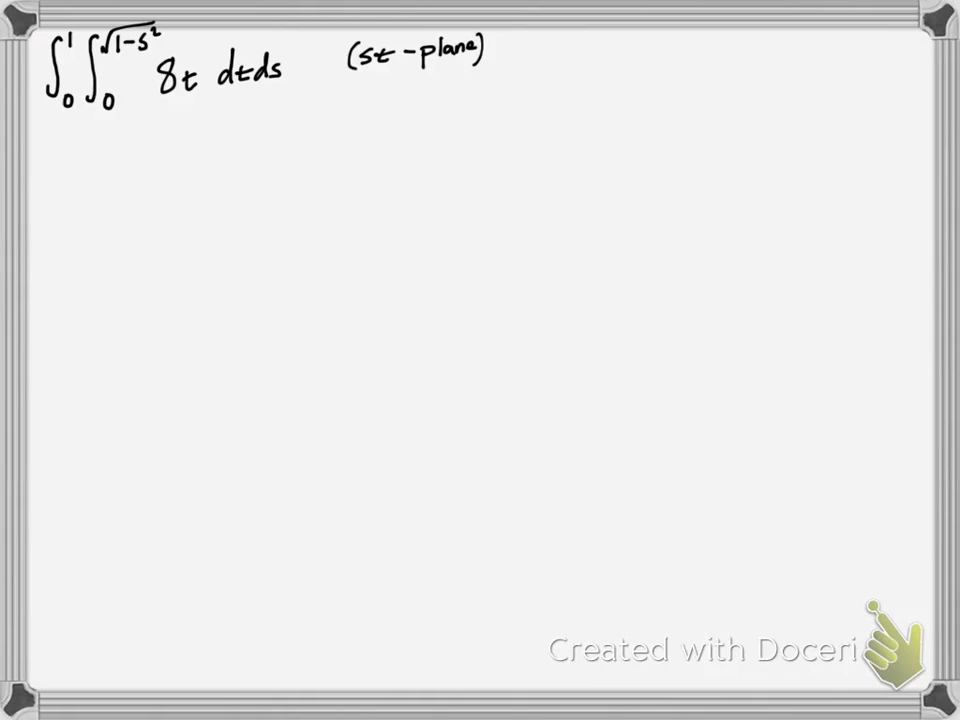 ∫₀¹ ∫₀^√(1-s²) 8t dt ds (st-plane)
Created with Doceri